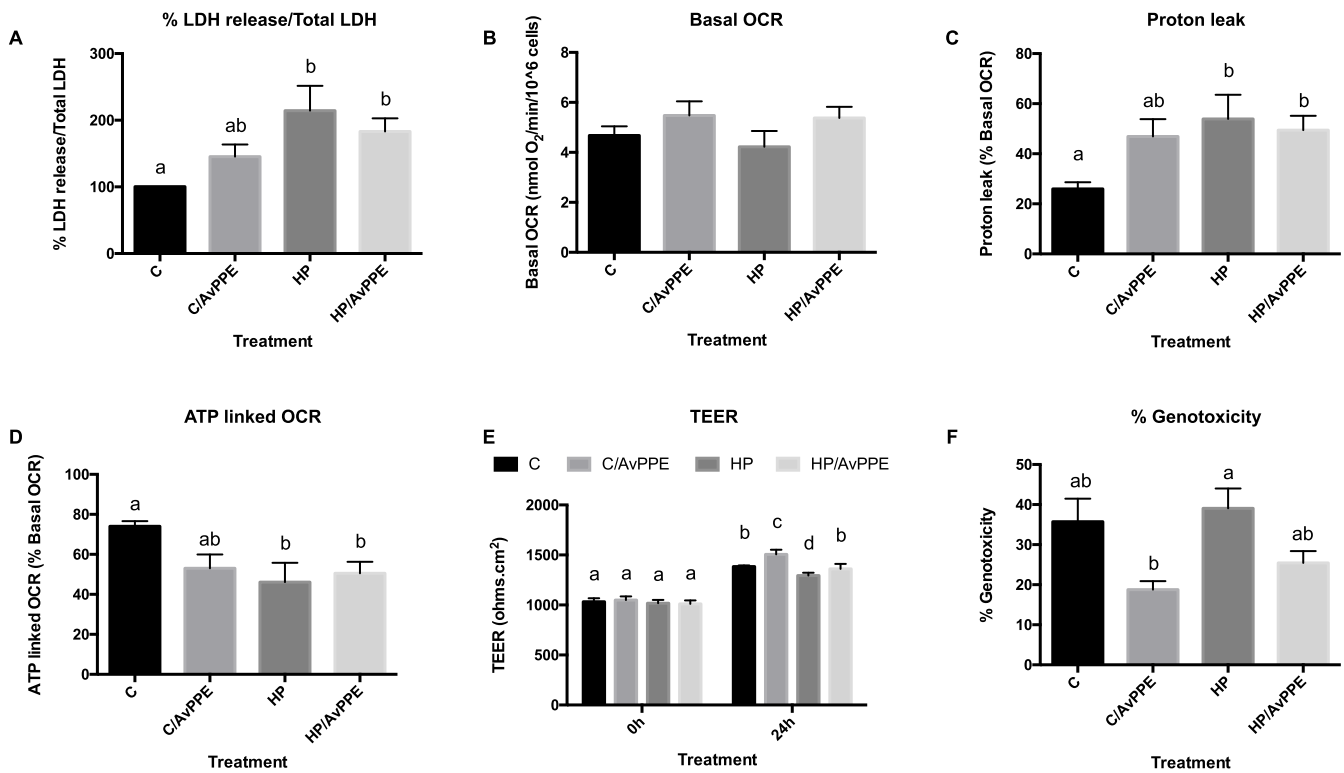 A
% LDH release/Total LDH
% LDH release/Total LDH
300
200
100
0
a
ab
b
b
C
C/AvPPE
HP
HP/AvPPE
Treatment
B
Basal OCR
Basal OCR (nmol O2/min/10^6 cells)
8
6
4
2
0
C
C/AvPPE
HP
HP/AvPPE
Treatment
C
Proton leak
Proton leak (% Basal OCR)
80
60
40
20
0
a
ab
b
b
C
C/AvPPE
HP
HP/AvPPE
Treatment
D
ATP linked OCR
ATP linked OCR (% Basal OCR)
100
80
60
40
20
0
a
ab
b
b
C
C/AvPPE
HP
HP/AvPPE
Treatment
E
TEER
C C/AvPPE HP HP/AvPPE
TEER (ohms.cm2)
2000
1500
1000
500
0
a a a a
b c d b
0h
24h
Treatment
F
% Genotoxicity
% Genotoxicity
50
40
30
20
10
0
ab
b
a
ab
C
C/AvPPE
HP
HP/AvPPE
Treatment